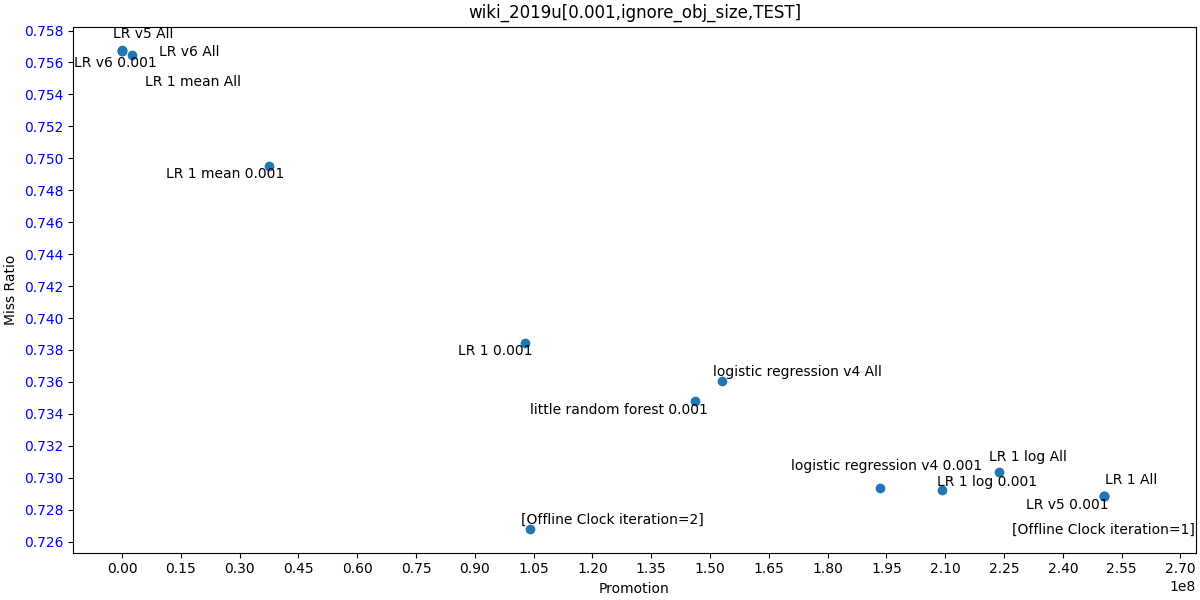 wiki_2019u[0.001,ignore_obj_size,TEST]
0.758
0.756
0.754
0.752
0.750
0.748
0.746
0.744
0.742
0.740
0.738
0.736
0.734
0.732
0.730
0.728
0.726
Miss Ratio
LR v5 All
LR v6 All
LR v6 0.001
LR 1 mean All
LR 1 mean 0.001
LR 1 0.001
logistic regression v4 All
little random forest 0.001
LR 1 log All
logistic regression v4 0.001
LR 1 log 0.001
LR 1 All
LR v5 0.001
[Offline Clock iteration=2]
[Offline Clock iteration=1]
0.00 0.15 0.30 0.45 0.60 0.75 0.90 1.05 1.20 1.35 1.50 1.65 1.80 1.95 2.10 2.25 2.40 2.55 2.70
1e8
Promotion